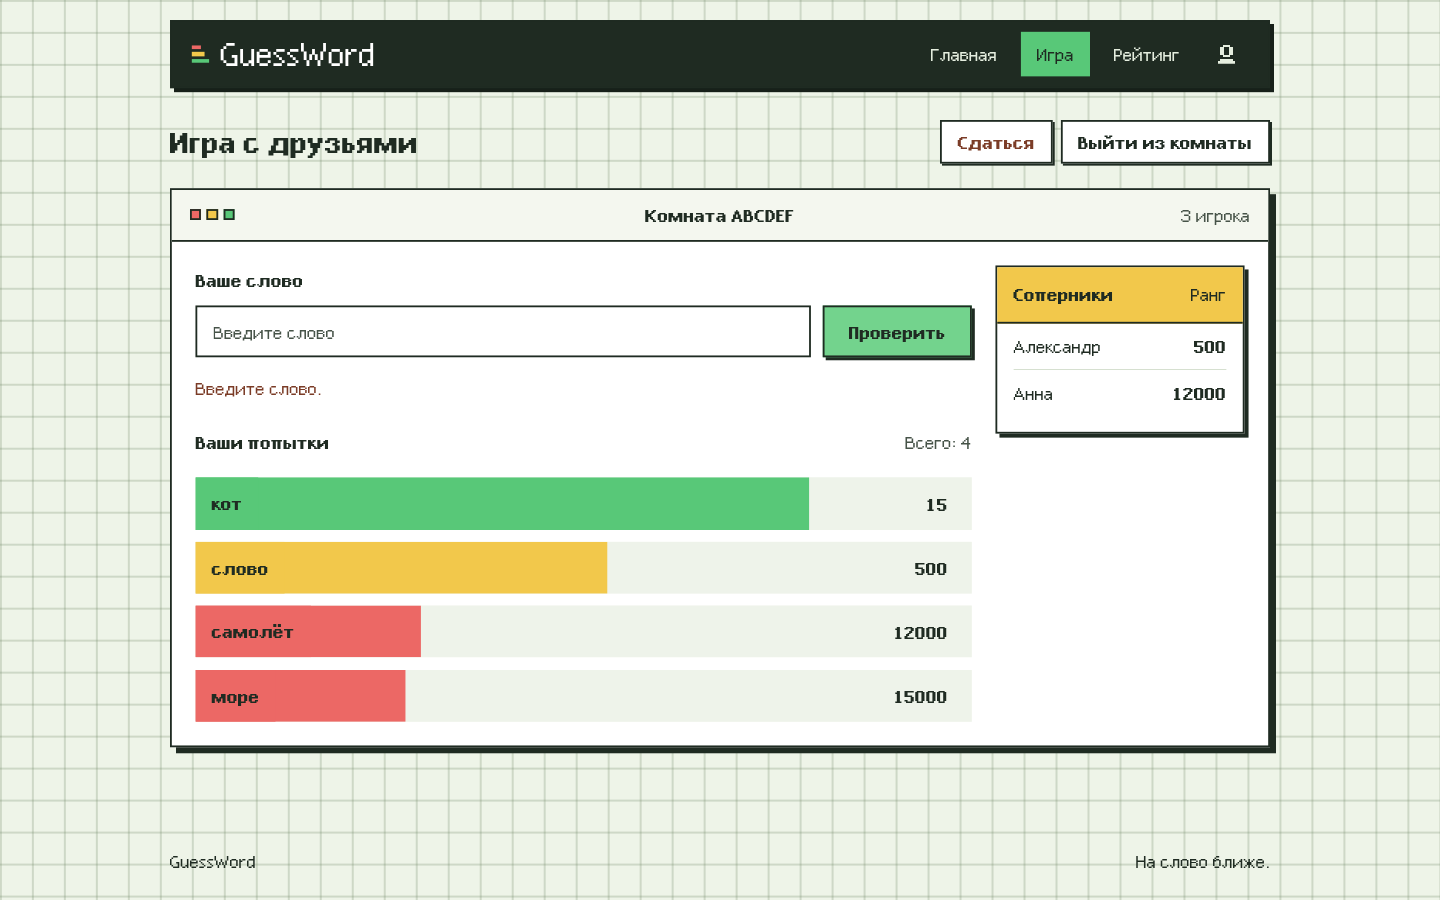 GuessWord
Главная
Игра
Рейтинг
Игра с друзьями
Сдаться
Выйти из комнаты
Комната ABCDEF
3 игрока
Ваше слово
Введите слово
Проверить
Введите слово.
Ваши попытки
Всего: 4
кот 15
слово 500
самолёт 12000
море 15000
Соперники Ранг
Александр 500
Анна 12000
GuessWord
На слово ближе.